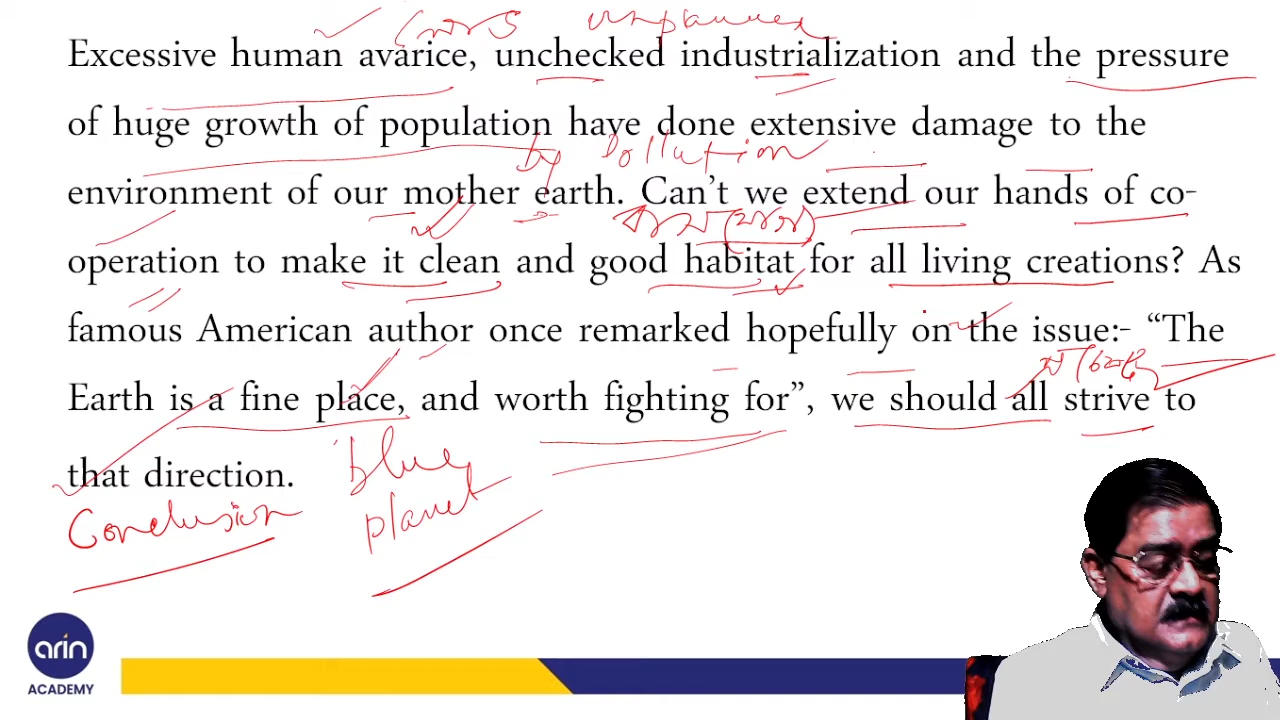 unplanned
Excessive human avarice, unchecked industrialization and the pressure
of huge growth of population have done extensive damage to the
by Pollution
environment of our mother earth. Can't we extend our hands of co-
operation to make it clean and good habitat for all living creations? As
famous American author once remarked hopefully on the issue:- “The
Earth is a fine place, and worth fighting for”, we should all strive to
that direction.
Conclusion
blue
planet
arin
ACADEMY